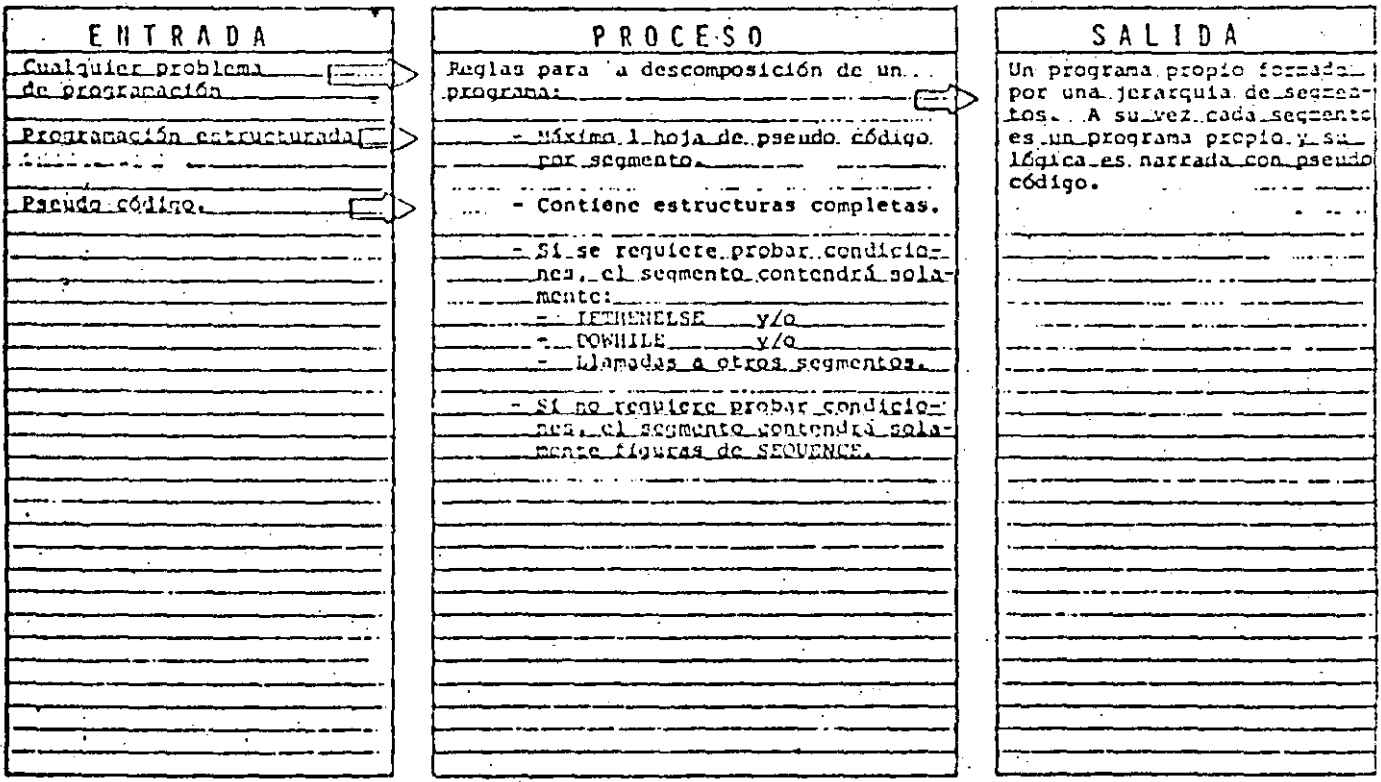 ENTRADA
Cualquier problema
de programación
Programación estructurada
Pseudo código.
PROCESO
Reglas para la descomposición de un
programa:
- Máximo 1 hoja de pseudo código
por segmento.
- Contiene estructuras completas.
- Si se requiere probar condicio-
nes, el segmento contendrá sola-
mente:
- IFTHENELSE y/o
- DOWHILE y/o
- Llamadas a otros segmentos.
- Si no requiere probar condicio-
nes, el segmento contendrá sola-
mente figuras de SEQUENCE.
SALIDA
Un programa propio formado
por una jerarquia de segmen-
tos. A su vez cada segmento
es un programa propio y su
lógica es narrada con pseudo
código.